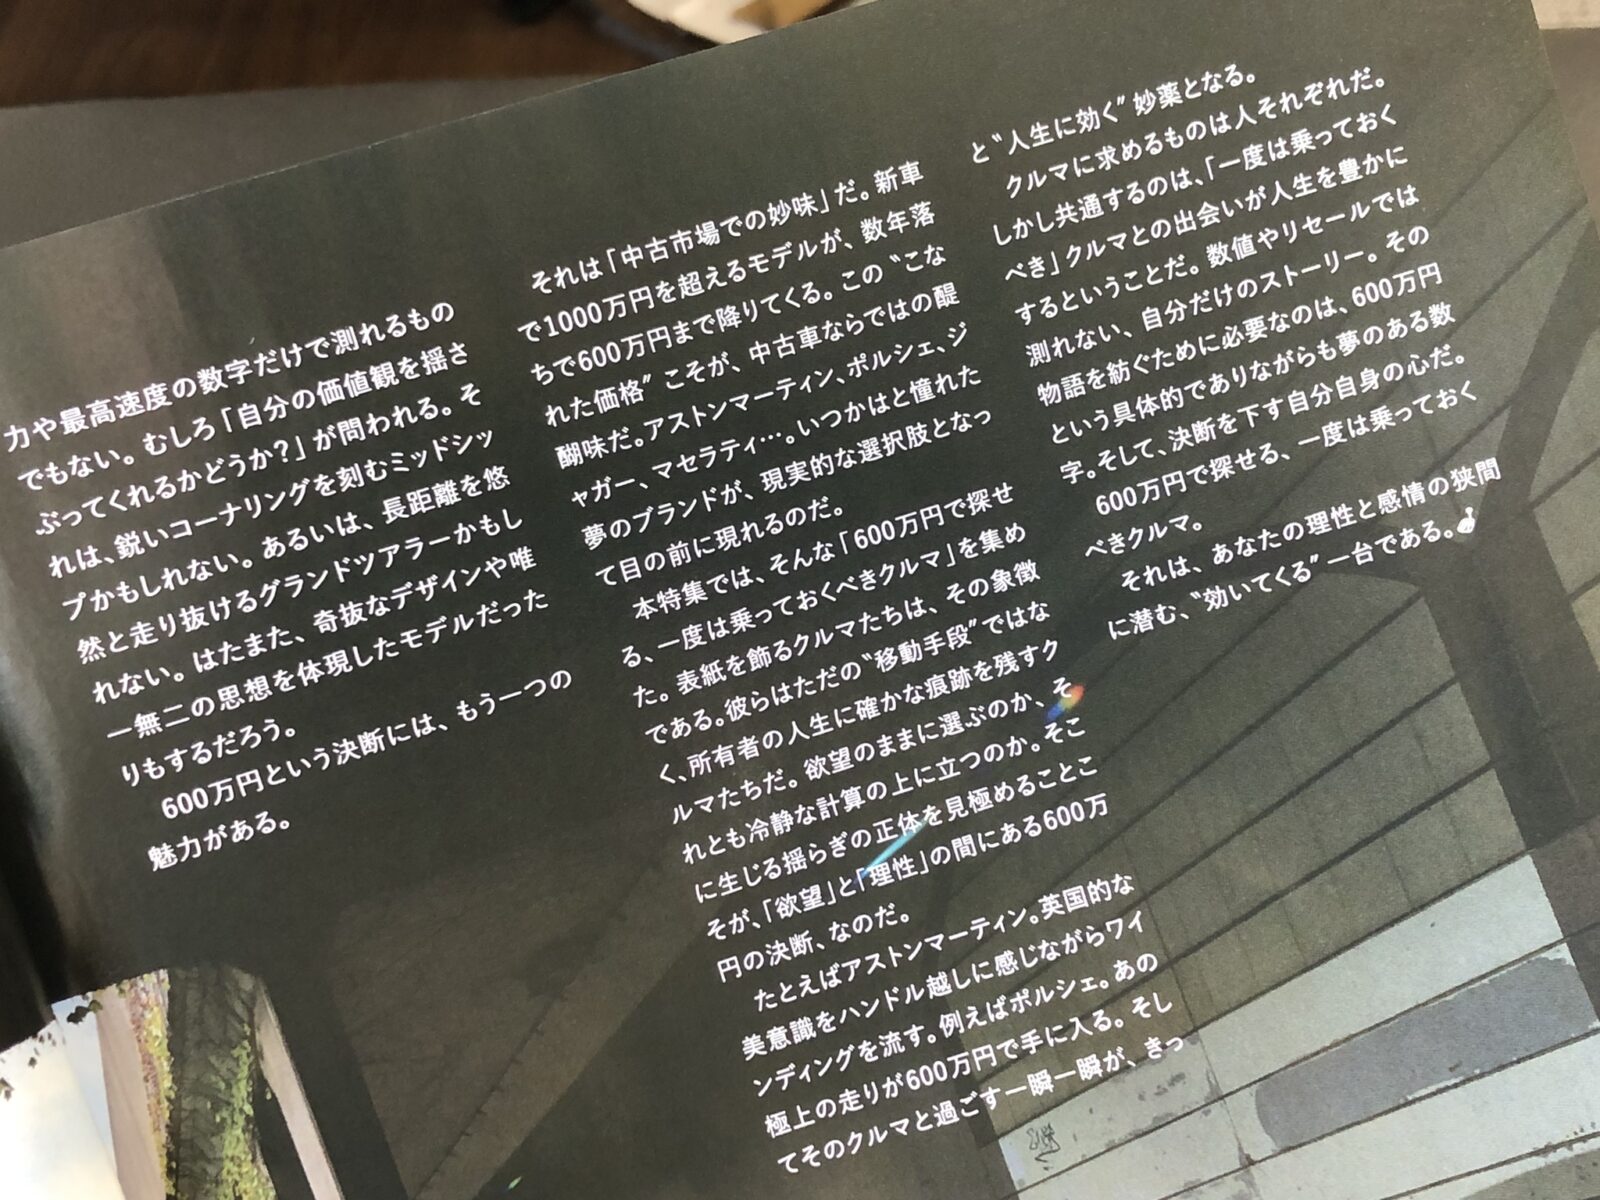 力や最高速度の数字だけで測れるもの
でもない。むしろ「自分の価値観を揺さ
ぶってくれるかどうか？」が問われる。そ
れは、鋭いコーナリングを刻むミッドシッ
プかもしれない。あるいは、長距離を悠
然と走り抜けるグランドツアラーかもし
れない。はたまた、奇抜なデザインや唯
一無二の思想を体現したモデルだった
りもするだろう。
600万円という決断には、もう一つの
魅力がある。
それは「中古市場での妙味」だ。新車
で1000万円を超えるモデルが、数年落
ちで600万円まで降りてくる。この〝こな
れた価格〟こそが、中古車ならではの醍
醐味だ。アストンマーティン、ポルシェ、ジ
ャガー、マセラティ…。いつかはと憧れた
夢のブランドが、現実的な選択肢となっ
て目の前に現れるのだ。
本特集では、そんな「600万円で探せ
る、一度は乗っておくべきクルマ」を集め
た。表紙を飾るクルマたちは、その象徴
である。彼らはただの〝移動手段〟ではな
く、所有者の人生に確かな痕跡を残すク
ルマたちだ。欲望のままに選ぶのか、そ
れとも冷静な計算の上に立つのか。そこ
に生じる揺らぎの正体を見極めることこ
そが、「欲望」と「理性」の間にある600万
円の決断、なのだ。
たとえばアストンマーティン。英国的な
美意識をハンドル越しに感じながらワイ
ンディングを流す。例えばポルシェ。あの
極上の走りが600万円で手に入る。そし
てそのクルマと過ごす一瞬一瞬が、きっ
と〝人生に効く〟妙薬となる。
クルマに求めるものは人それぞれだ。
しかし共通するのは、「一度は乗っておく
べき」クルマとの出会いが人生を豊かに
するということだ。数値やリセールでは
測れない、自分だけのストーリー。その
物語を紡ぐために必要なのは、600万円
という具体的でありながらも夢のある数
字。そして、決断を下す自分自身の心だ。
600万円で探せる、一度は乗っておく
べきクルマ。
それは、あなたの理性と感情の狭間
に潜む、〝効いてくる〟一台である。